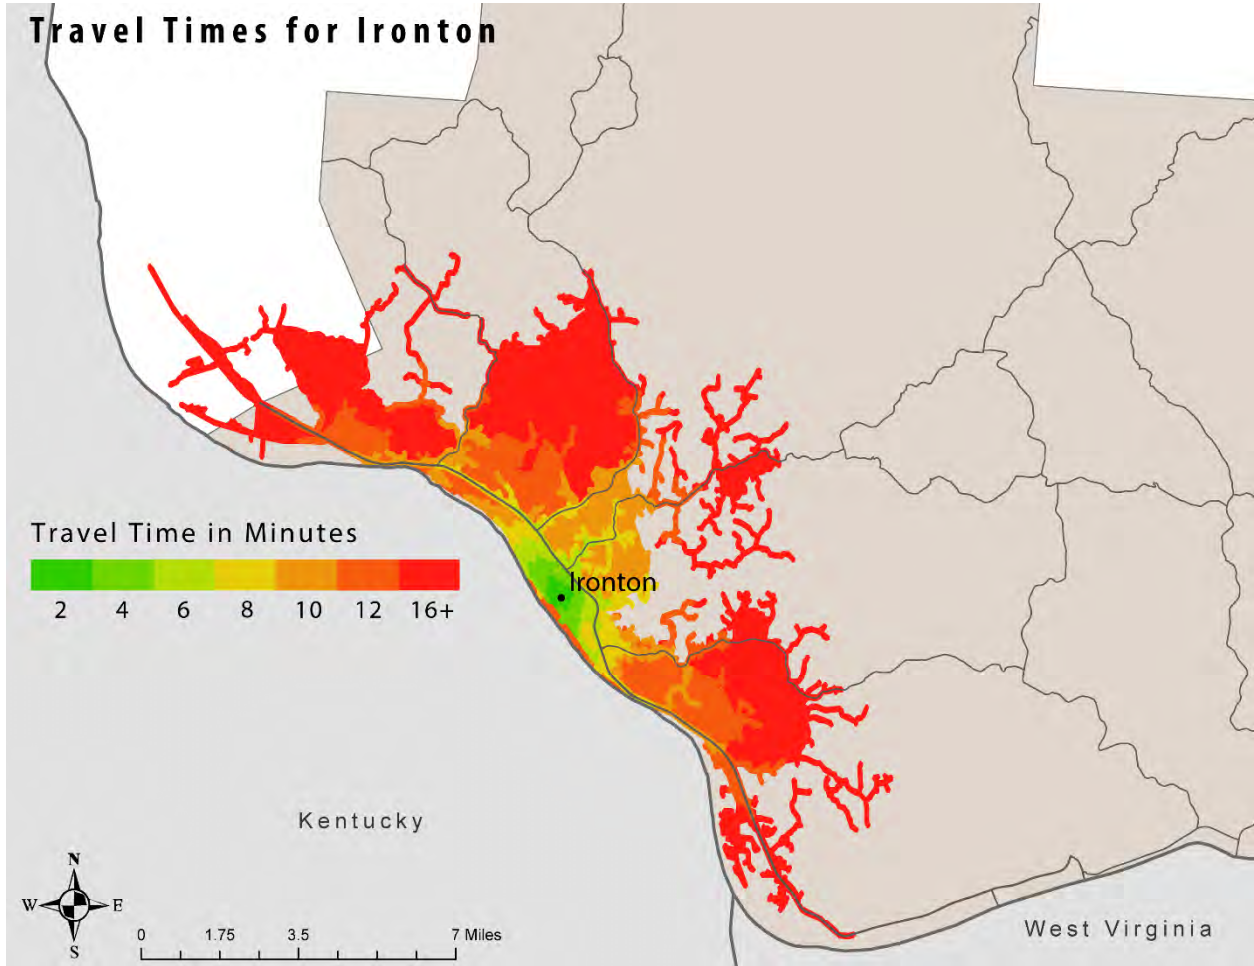 Travel Times for Ironton
Travel Time in Minutes
2 4 6 8 10 12 16+
Ironton
Kentucky
N
W E
S
0 1.75 3.5 7 Miles
West Virginia